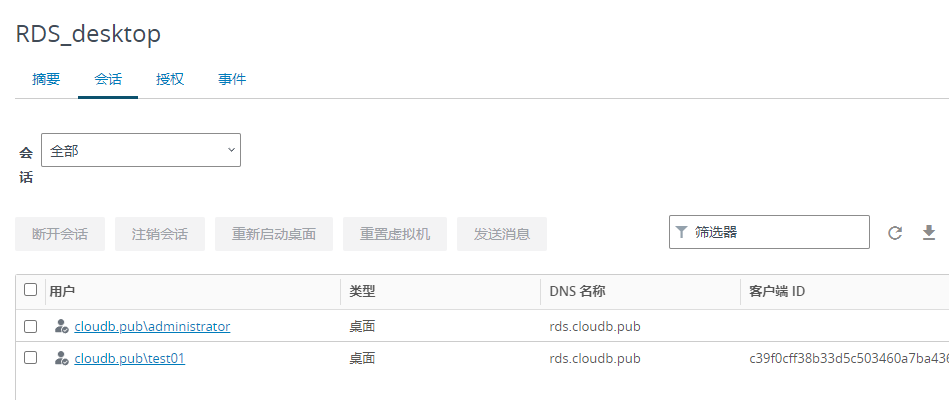 RDS_desktop
摘要 会话 授权 事件
会话 全部
断开会话 注销会话 重新启动桌面 重置虚拟机 发送消息 筛选器
用户 类型 DNS 名称 客户端 ID
cloudb.pub\administrator 桌面 rds.cloudb.pub
cloudb.pub\test01 桌面 rds.cloudb.pub c39f0cff38b33d5c503460a7ba436